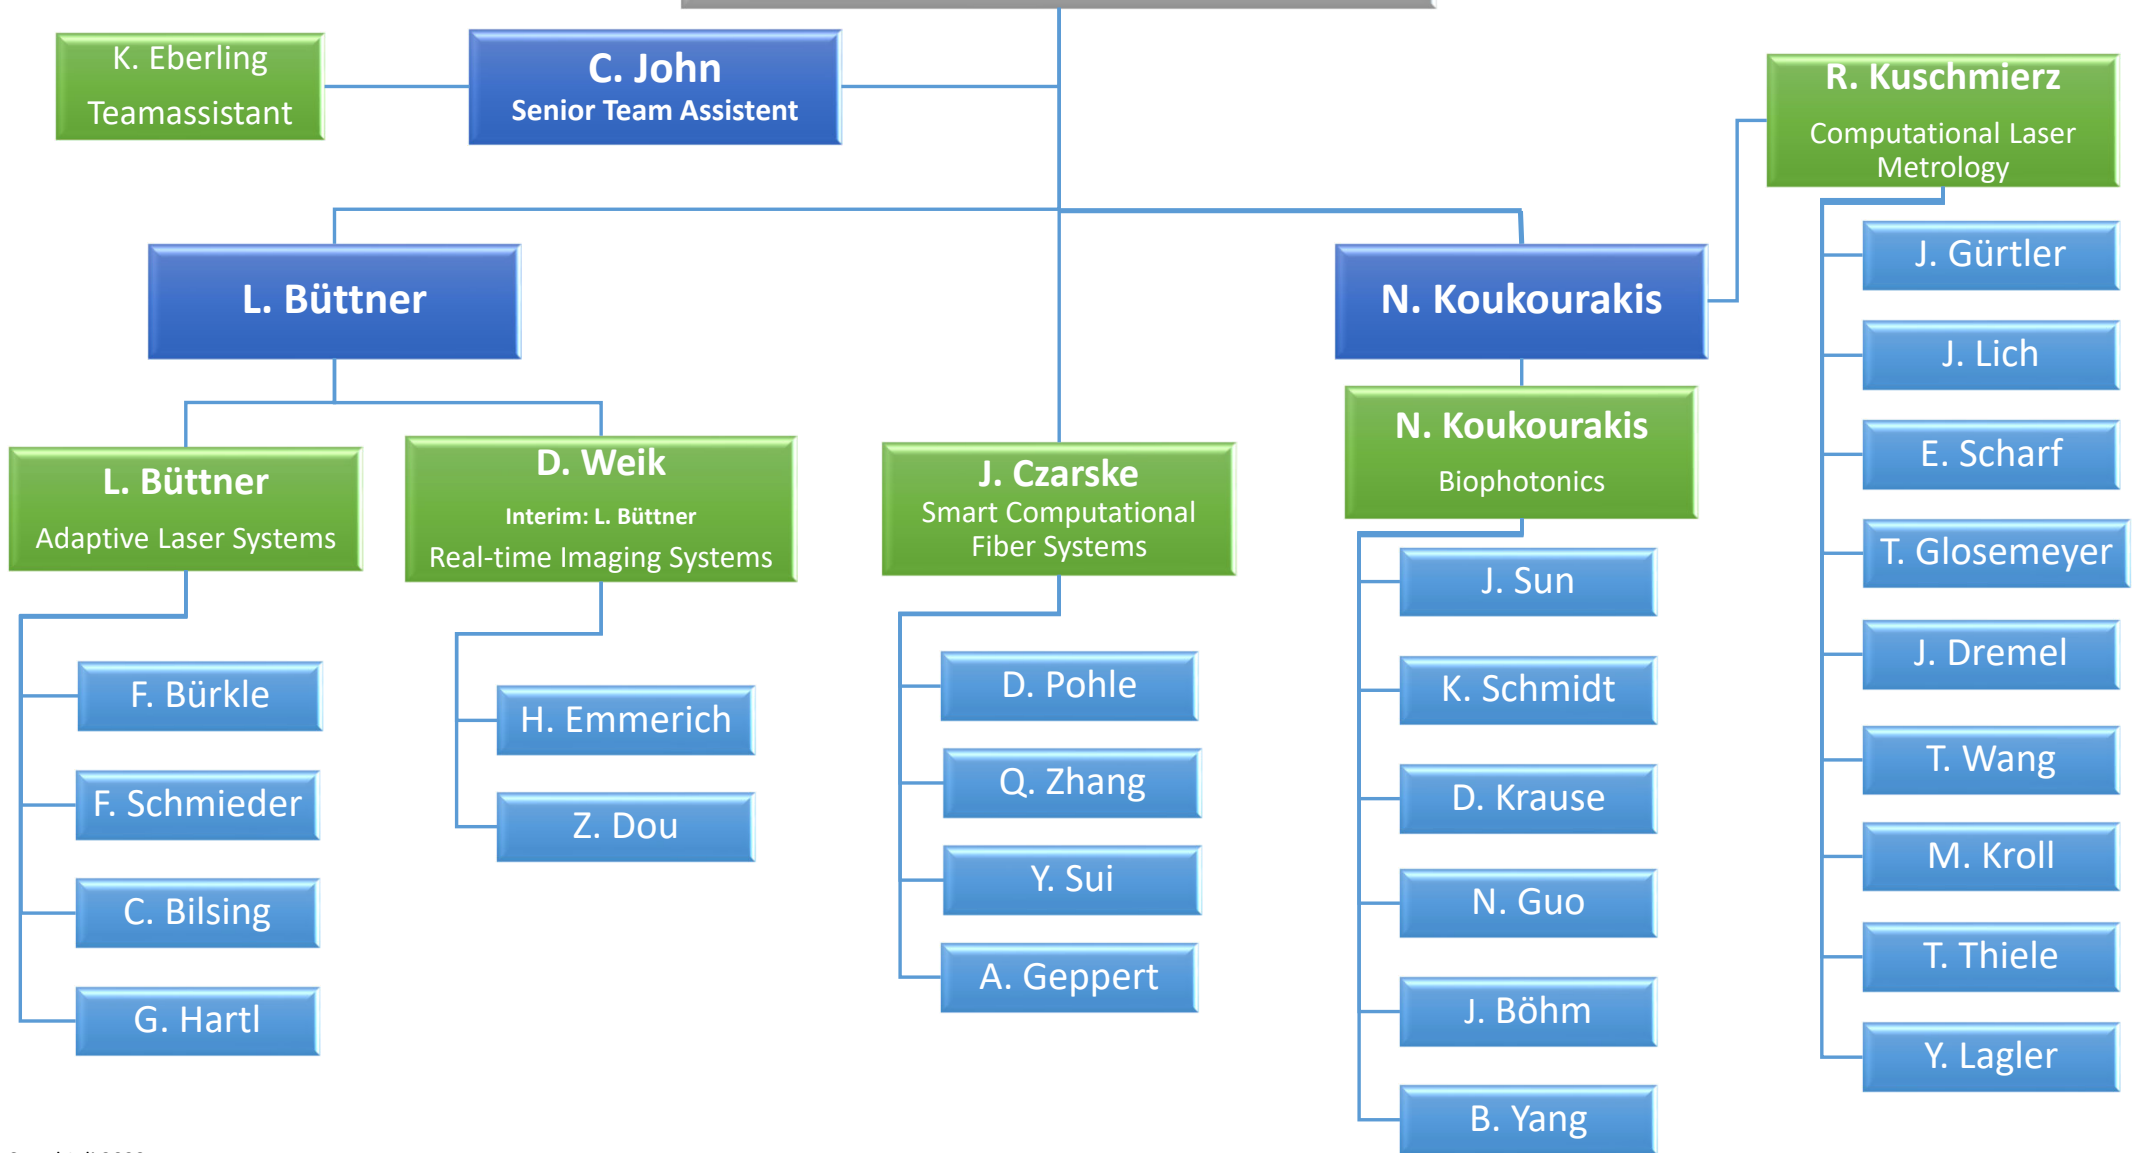 K. Eberling
Teamassistant
C. John
Senior Team Assistent
R. Kuschmierz
Computational Laser
Metrology
L. Büttner
N. Koukourakis
L. Büttner
Adaptive Laser Systems
D. Weik
Interim: L. Büttner
Real-time Imaging Systems
J. Czarske
Smart Computational
Fiber Systems
N. Koukourakis
Biophotonics
F. Bürkle
F. Schmieder
C. Bilsing
G. Hartl
H. Emmerich
Z. Dou
D. Pohle
Q. Zhang
Y. Sui
A. Geppert
J. Sun
K. Schmidt
D. Krause
N. Guo
J. Böhm
B. Yang
J. Gürtler
J. Lich
E. Scharf
T. Glosemeyer
J. Dremel
T. Wang
M. Kroll
T. Thiele
Y. Lagler